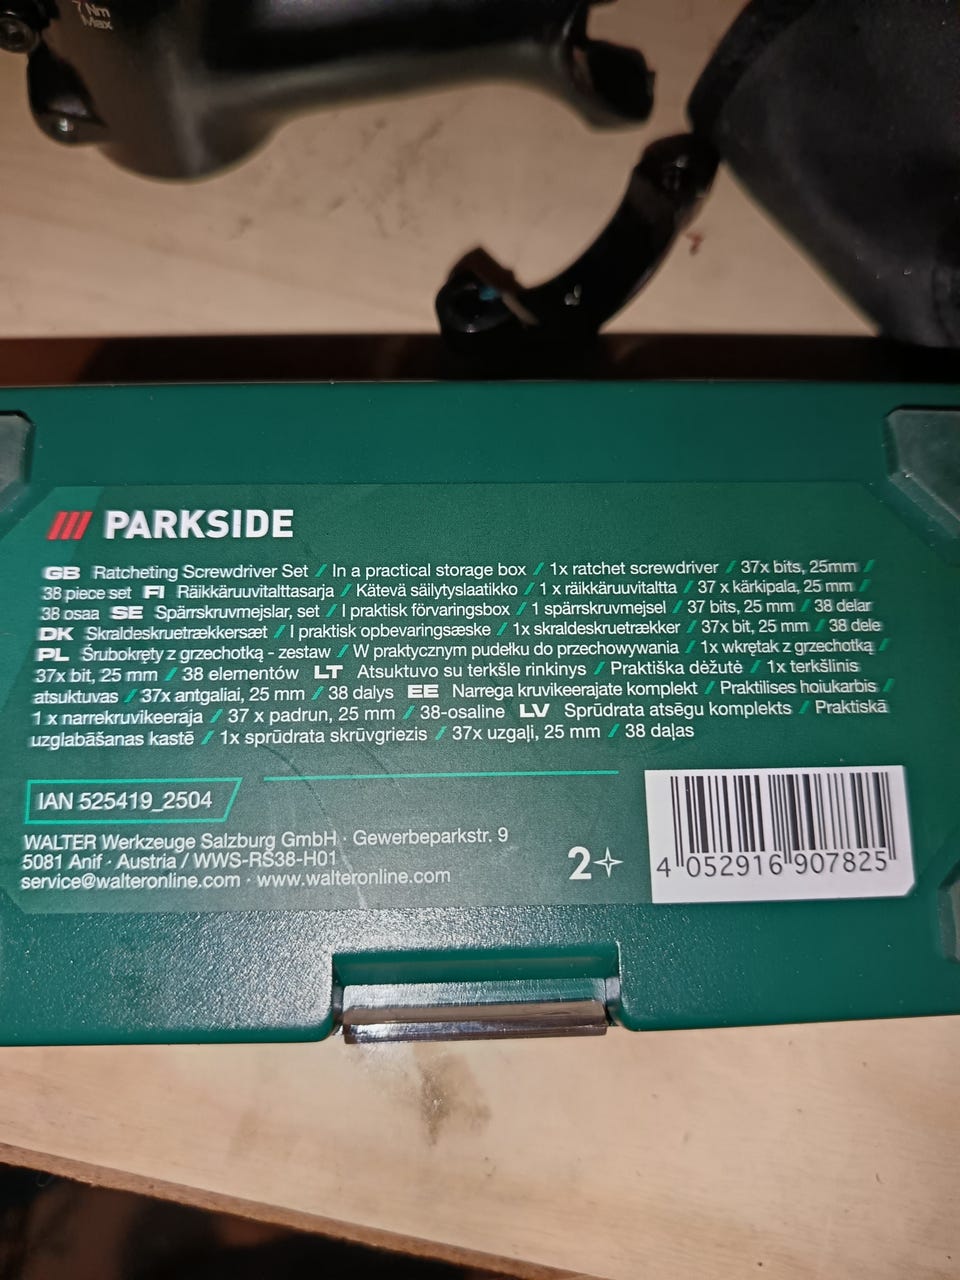 7 Nm
Max
PARKSIDE
GB Ratcheting Screwdriver Set / In a practical storage box / 1x ratchet screwdriver / 37x bits, 25mm /
38 piece set FI Räikkäruuvitalttasarja / Kätevä säilytyslaatikko / 1 x räikkäruuvitaltta / 37 x kärkipala, 25 mm /
38 osaa SE Spärrskruvmejslar, set / I praktisk förvaringsbox / 1 spärrskruvmejsel / 37 bits, 25 mm / 38 delar
DK Skraldeskruetrækkersæt / I praktisk opbevaringsæske / 1x skraldeskruetrækker / 37x bit, 25 mm / 38 dele
PL Śrubokręty z grzechotką - zestaw / W praktycznym pudełku do przechowywania / 1x wkrętak z grzechotką /
37x bit, 25 mm / 38 elementów LT Atsuktuvo su terkšle rinkinys / Praktiška dėžutė / 1x terkšlinis
atsuktuvas / 37x antgaliai, 25 mm / 38 dalys EE Narrega kruvikeerajate komplekt / Praktilises hoiukarbis /
1 x narrekruvikeeraja / 37 x padrun, 25 mm / 38-osaline LV Sprūdrata atsēgu komplekts / Praktiskā
uzglabāšanas kastē / 1x sprūdrata skrūvgriezis / 37x uzgaļi, 25 mm / 38 daļas
IAN 525419_2504
WALTER Werkzeuge Salzburg GmbH · Gewerbeparkstr. 9
5081 Anif · Austria / WWS-RS38-H01
service@walteronline.com · www.walteronline.com
2
4 052916 907825